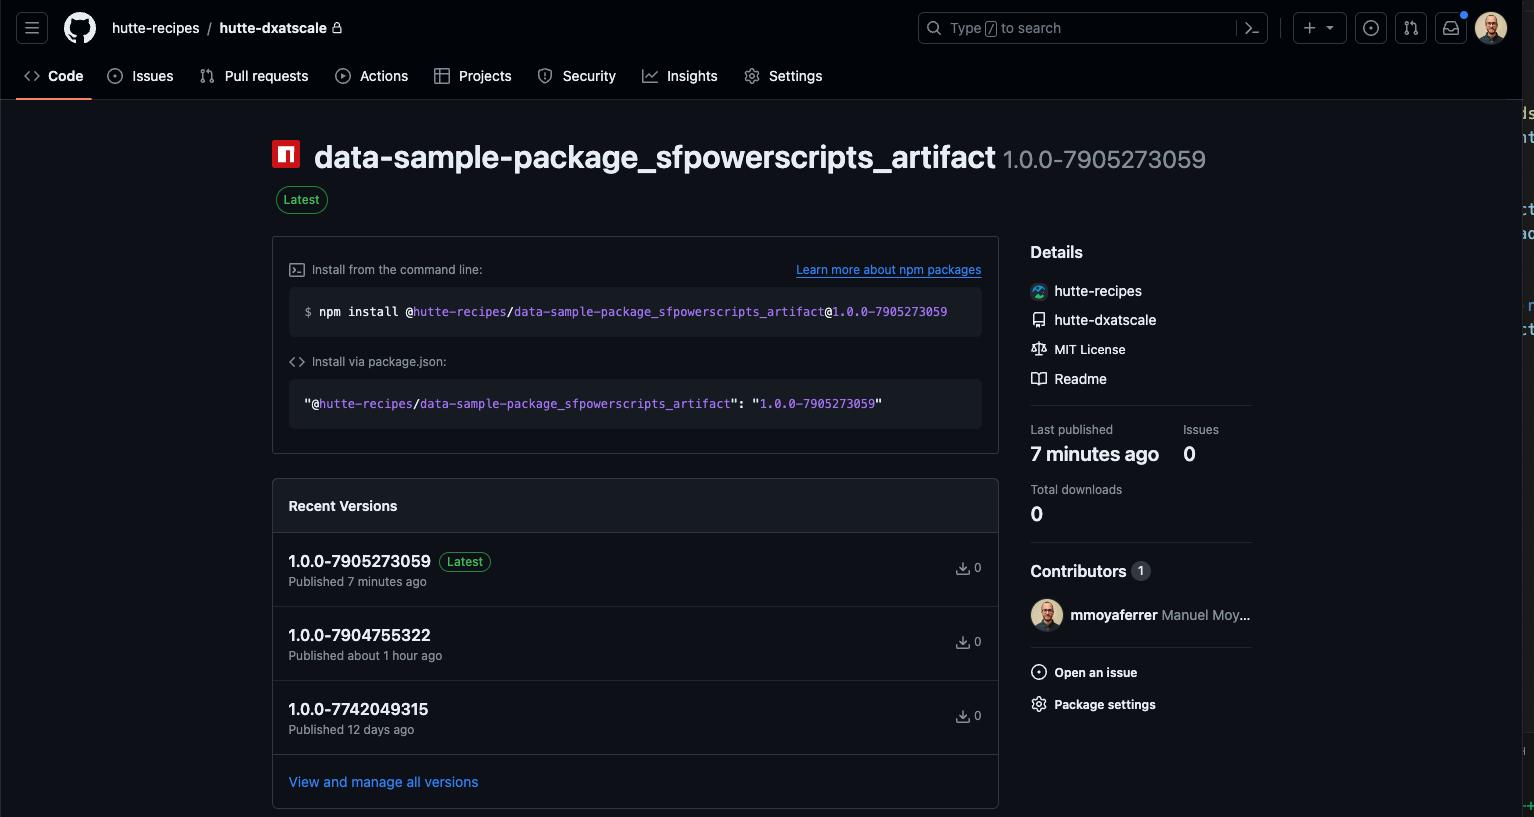 hutte-recipes / hutte-dxatscale
Type / to search
Code Issues Pull requests Actions Projects Security Insights Settings
data-sample-package_sfpowerscripts_artifact 1.0.0-7905273059
Latest
Install from the command line:
Learn more about npm packages
$ npm install @hutte-recipes/data-sample-package_sfpowerscripts_artifact@1.0.0-7905273059
Install via package.json:
"@hutte-recipes/data-sample-package_sfpowerscripts_artifact": "1.0.0-7905273059"
Recent Versions
1.0.0-7905273059 Latest
Published 7 minutes ago
0
1.0.0-7904755322
Published about 1 hour ago
0
1.0.0-7742049315
Published 12 days ago
0
View and manage all versions
Details
hutte-recipes
hutte-dxatscale
MIT License
Readme
Last published
7 minutes ago
Issues
0
Total downloads
0
Contributors 1
mmoyaferrer Manuel Moy...
Open an issue
Package settings